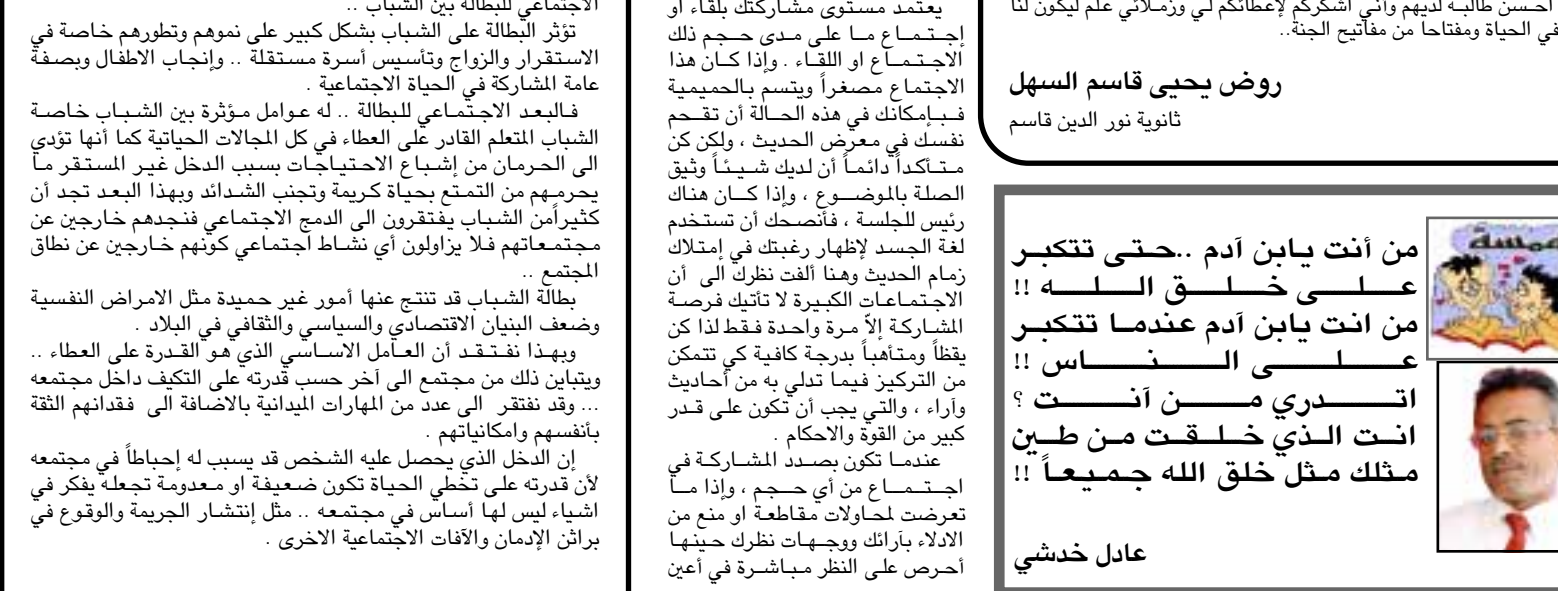 أحسن طالبة لديهم وأني أشكركم لإعطائكم لي وزملائي علم ليكون لنا
في الحياة ومفتاحا من مفاتيح الجنة..
روض يحيى قاسم السهل
ثانوية نور الدين قاسم
همسة
من أنت يابن آدم ..حتى تتكبر
على خلق الله !!
من انت يابن آدم عندما تتكبر
على الناس !!
اتدري من أنت ؟
انت الذي خلقت من طين
مثلك مثل خلق الله جميعاً !!
عادل خدشي
يعتمد مستوى مشاركتك بلقاء أو
إجتماع ما على مدى حجم ذلك
الاجتماع او اللقاء . وإذا كان هذا
الاجتماع مصغراً ويتسم بالحميمية
فبإمكانك في هذه الحالة أن تقحم
نفسك في معرض الحديث ، ولكن كن
متأكداً دائماً أن لديك شيئاً وثيق
الصلة بالموضوع ، وإذا كان هناك
رئيس للجلسة ، فأنصحك أن تستخدم
لغة الجسد لإظهار رغبتك في إمتلاك
زمام الحديث وهنا ألفت نظرك الى أن
الاجتماعات الكبيرة لا تأتيك فرصة
المشاركة إلاّ مرة واحدة فقط لذا كن
يقظاً ومتأهباً بدرجة كافية كي تتمكن
من التركيز فيما تدلي به من أحاديث
وآراء ، والتي يجب أن تكون على قدر
كبير من القوة والاحكام .
عندما تكون بصدد المشاركة في
اجتماع من أي حجم ، وإذا ما
تعرضت لمحاولات مقاطعة او منع من
الادلاء بآرائك ووجهات نظرك حينها
أحرص على النظر مباشرة في أعين
الاجتماعي للبطالة بين الشباب ..
تؤثر البطالة على الشباب بشكل كبير على نموهم وتطورهم خاصة في
الاستقرار والزواج وتأسيس أسرة مستقلة .. وإنجاب الاطفال وبصفة
عامة المشاركة في الحياة الاجتماعية .
فالبعد الاجتماعي للبطالة .. له عوامل مؤثرة بين الشباب خاصة
الشباب المتعلم القادر على العطاء في كل المجالات الحياتية كما أنها تؤدي
الى الحرمان من إشباع الاحتياجات بسبب الدخل غير المستقر ما
يحرمهم من التمتع بحياة كريمة وتجنب الشدائد وبهذا البعد تجد أن
كثيراًمن الشباب يفتقرون الى الدمج الاجتماعي فنجدهم خارجين عن
مجتمعاتهم فلا يزاولون أي نشاط اجتماعي كونهم خارجين عن نطاق
المجتمع ..
بطالة الشباب قد تنتج عنها أمور غير حميدة مثل الامراض النفسية
وضعف البنيان الاقتصادي والسياسي والثقافي في البلاد .
وبهذا نفتقد أن العامل الاساسي الذي هو القدرة على العطاء ..
ويتباين ذلك من مجتمع الى آخر حسب قدرته على التكيف داخل مجتمعه
... وقد نفتقر الى عدد من المهارات الميدانية بالاضافة الى فقدانهم الثقة
بأنفسهم وامكانياتهم .
إن الدخل الذي يحصل عليه الشخص قد يسبب له إحباطاً في مجتمعه
لأن قدرته على تخطي الحياة تكون ضعيفة او معدومة تجعله يفكر في
اشياء ليس لها أساس في مجتمعه .. مثل إنتشار الجريمة والوقوع في
براثن الإدمان والآفات الاجتماعية الاخرى .